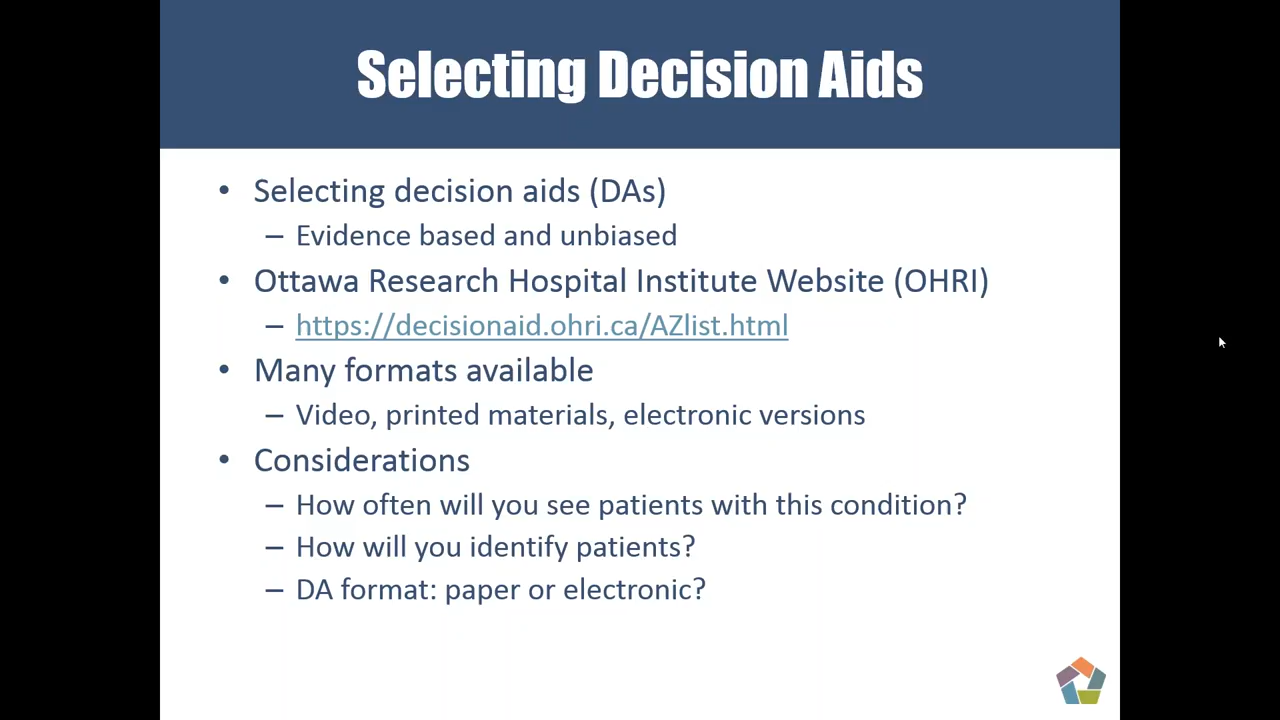 Selecting Decision Aids
• Selecting decision aids (DAs)
– Evidence based and unbiased
• Ottawa Research Hospital Institute Website (OHRI)
– https://decisionaid.ohri.ca/AZlist.html
• Many formats available
– Video, printed materials, electronic versions
• Considerations
– How often will you see patients with this condition?
– How will you identify patients?
– DA format: paper or electronic?